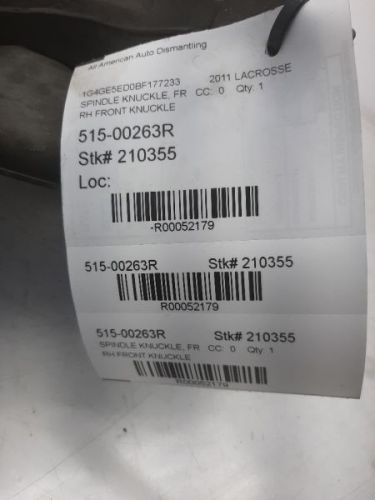 All American Auto Dismantling
1G4GE5ED0BF177233 2011 LACROSSE
SPINDLE KNUCKLE, FR CC: 0 Qty: 1
RH FRONT KNUCKLE
515-00263R
Stk# 210355
Loc:
-R00052179
515-00263R Stk# 210355
R00052179
515-00263R Stk# 210355
SPINDLE KNUCKLE, FR CC: 0 Qty: 1
RH FRONT KNUCKLE
R00052179